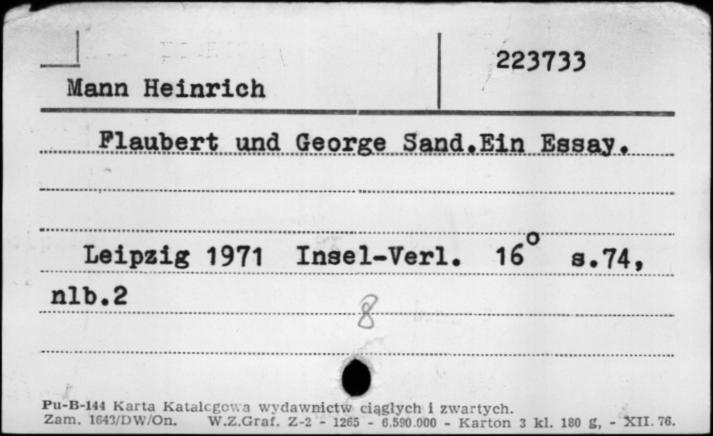 223733
Mann Heinrich
Flaubert und George Sand.Ein Essay.
Leipzig 1971 Insel-Verl. 16° s.74,
nlb.2
8
Pu-B-144 Karta Katalogowa wydawnictw ciągłych i zwartych.
Zam. 1643/DW/On. W.Z.Graf. Z-2 - 1265 - 6.590.000 - Karton 3 kl. 180 g, - XII. 76.